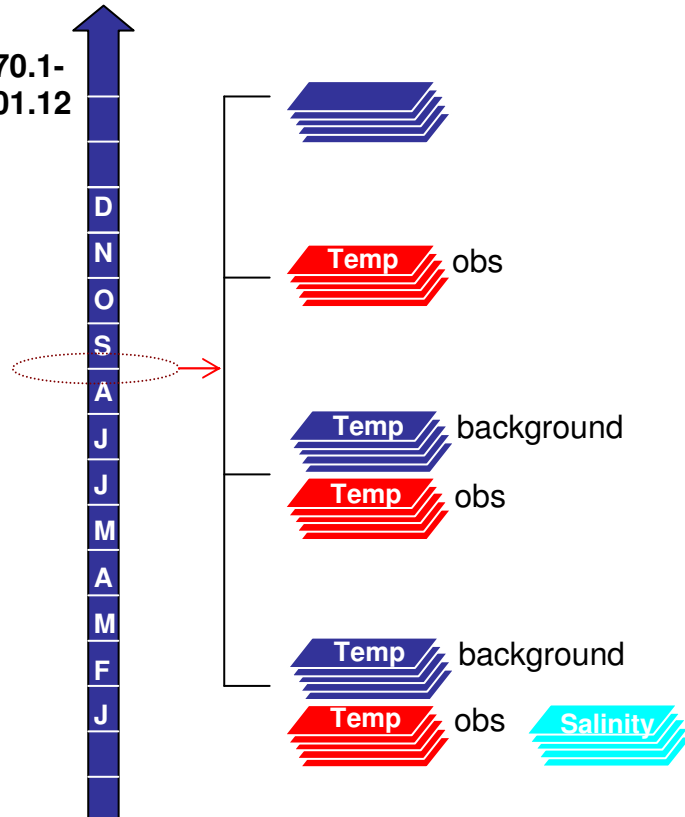 70.1-
01.12
D
N
O
S
A
J
J
M
A
M
F
J
Temp obs
Temp background
Temp obs
Temp background
Temp obs Salinity